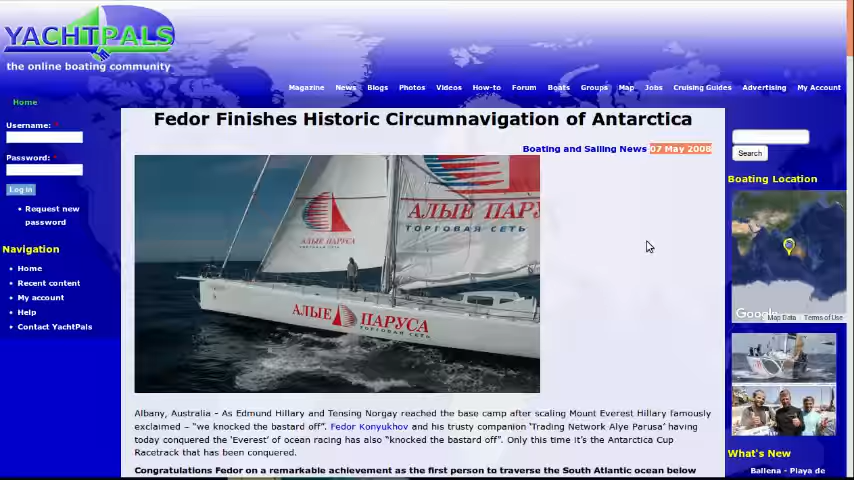 YACHTPALS
the online boating community
Magazine News Blogs Photos Videos How-to Forum Boats Groups Map Jobs Cruising Guides Advertising My Account
Home
Username: *
Password: *
Log in
Request new
password
Navigation
Home
Recent content
My account
Help
Contact YachtPals
Fedor Finishes Historic Circumnavigation of Antarctica
Boating and Sailing News 07 May 2008
АЛЫЕ ПАРУСА
ТОРГОВАЯ СЕТЬ
АЛЫЕ ПАРУ
ТОРГОВАЯ СЕТЬ
АЛЫЕ ПАРУСА
ТОРГОВАЯ СЕТЬ
Albany, Australia - As Edmund Hillary and Tensing Norgay reached the base camp after scaling Mount Everest Hillary famously
exclaimed – “we knocked the bastard off”. Fedor Konyukhov and his trusty companion ‘Trading Network Alye Parusa’ having
today conquered the ‘Everest’ of ocean racing has also “knocked the bastard off”. Only this time it’s the Antarctica Cup
Racetrack that has been conquered.
Congratulations Fedor on a remarkable achievement as the first person to traverse the South Atlantic ocean below
Search
Boating Location
Google
Map Data Terms of Use
What's New
Ballena - Playa de